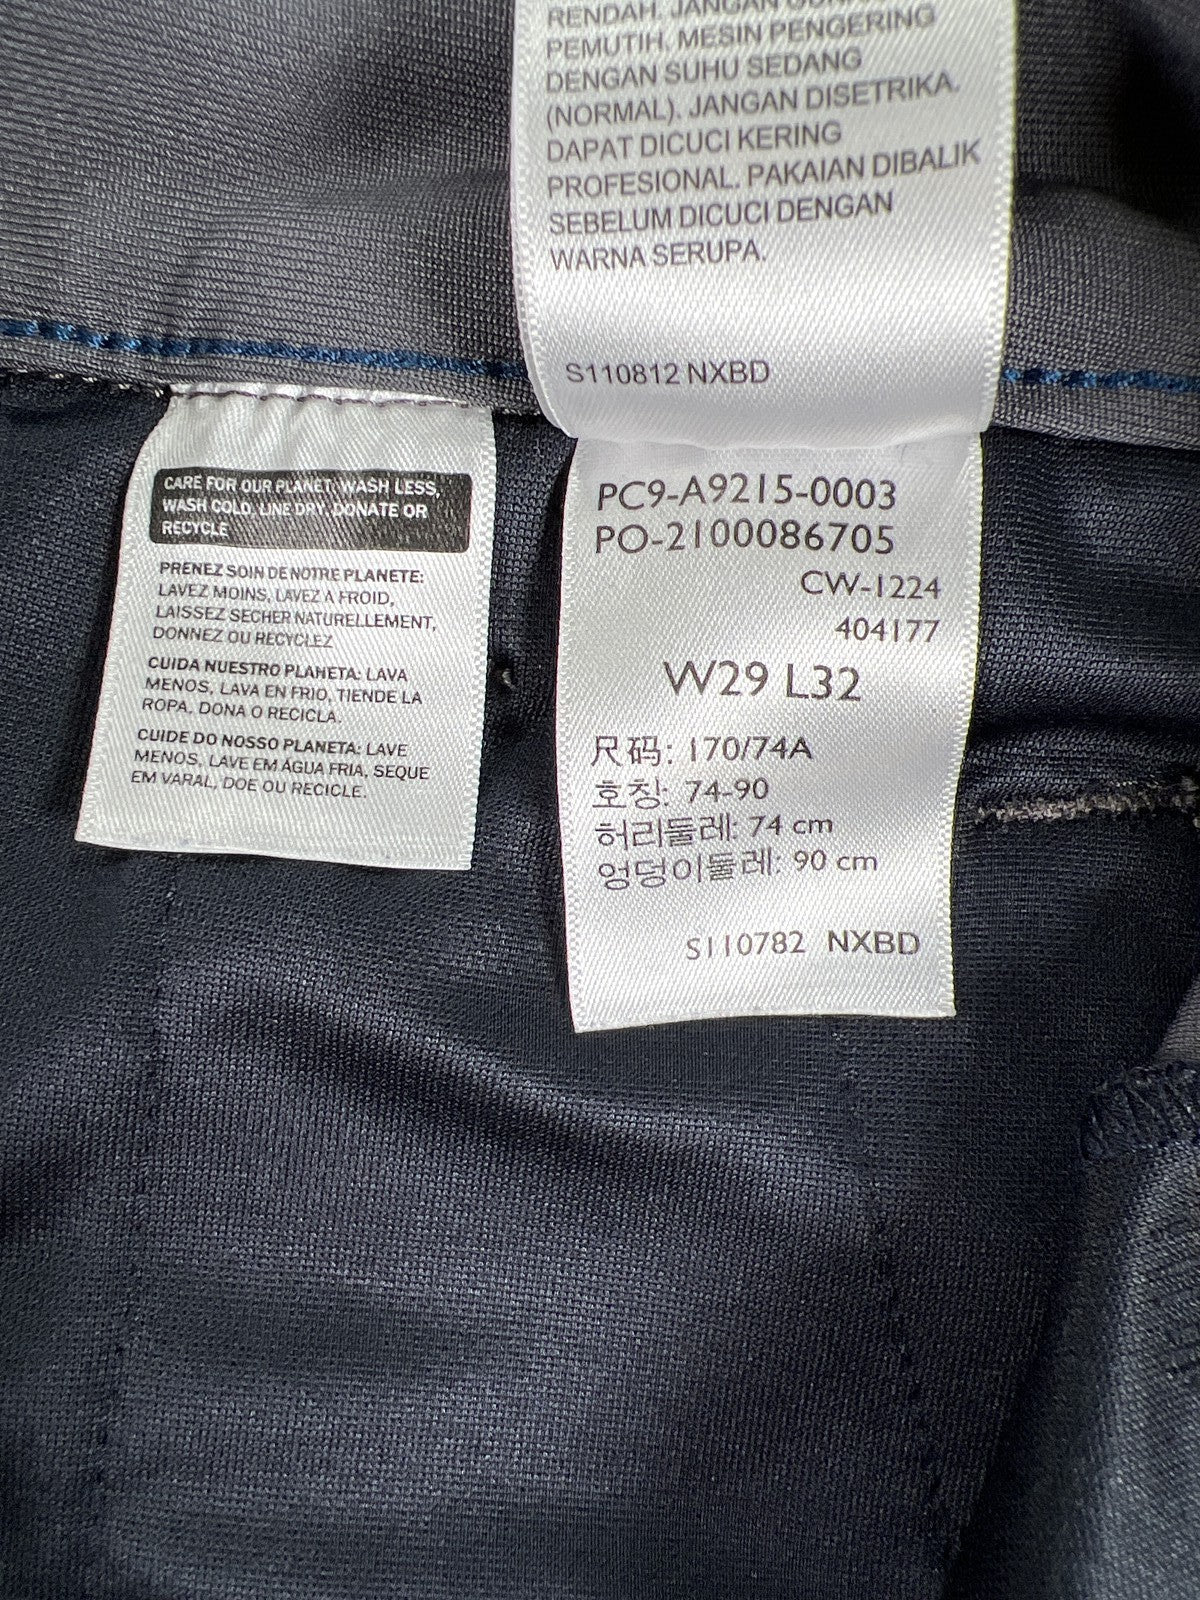 RENDAH. JANGAN
PEMUTIH. MESIN PENGERING
DENGAN SUHU SEDANG
(NORMAL). JANGAN DISETRIKA.
DAPAT DICUCI KERING
PROFESIONAL. PAKAIAN DIBALIK
SEBELUM DICUCI DENGAN
WARNA SERUPA.
S110812 NXBD
CARE FOR OUR PLANET: WASH LESS,
WASH COLD, LINE DRY, DONATE OR
RECYCLE
PRENEZ SOIN DE NOTRE PLANETE:
LAVEZ MOINS, LAVEZ A FROID,
LAISSEZ SECHER NATURELLEMENT,
DONNEZ OU RECYCLEZ
CUIDA NUESTRO PLANETA: LAVA
MENOS, LAVA EN FRIO, TIENDE LA
ROPA, DONA O RECICLA.
CUIDE DO NOSSO PLANETA: LAVE
MENOS, LAVE EM ÁGUA FRIA, SEQUE
EM VARAL, DOE OU RECICLE.
PC9-A9215-0003
PO-2100086705
CW-1224
404177
W29 L32
尺码: 170/74A
호칭: 74-90
허리둘레: 74 cm
엉덩이둘레: 90 cm
S110782 NXBD